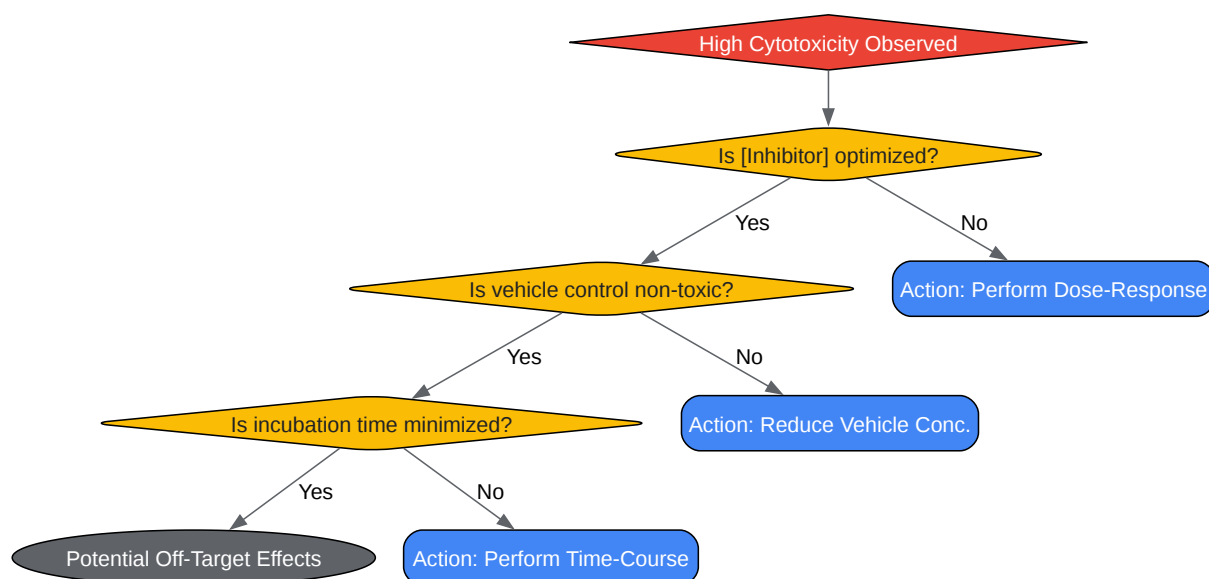 High Cytotoxicity Observed
Is [Inhibitor] optimized?
Yes
No
Is vehicle control non-toxic?
Action: Perform Dose-Response
Yes
No
Is incubation time minimized?
Action: Reduce Vehicle Conc.
Yes
No
Potential Off-Target Effects
Action: Perform Time-Course